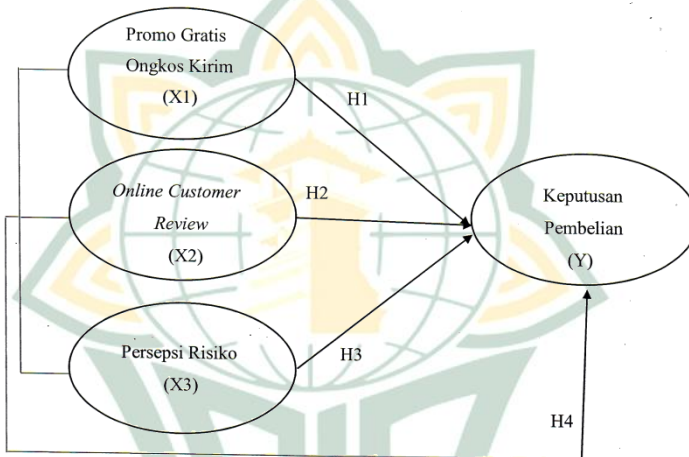 Promo Gratis
Ongkos Kirim
(X1)
H1
Online Customer
Review
(X2)
H2
Keputusan
Pembelian
(Y)
Persepsi Risiko
(X3)
H3
H4